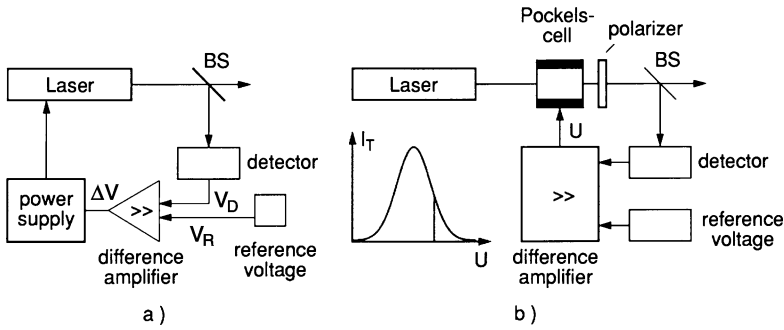 Laser
BS
detector
power
supply
ΔV
>>
V_D
V_R
difference
amplifier
reference
voltage
a)
Pockels-
cell
polarizer
BS
Laser
U
I_T
U
>>
detector
reference
voltage
difference
amplifier
b)